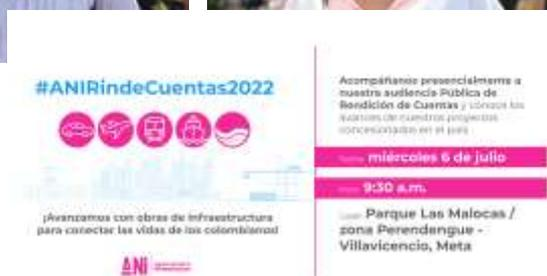 #ANIRindeCuentas2022
¡Avanzamos con obras de infraestructura
para conectar las vidas de los colombianos!
ANI
Acompáñanos presencialmente a
nuestra audiencia Pública de
Rendición de Cuentas y conoce los
avances de nuestros proyectos
concesionados en el país
miércoles 6 de julio
9:30 a.m.
Parque Las Malocas /
zona Perendengue -
Villavicencio, Meta